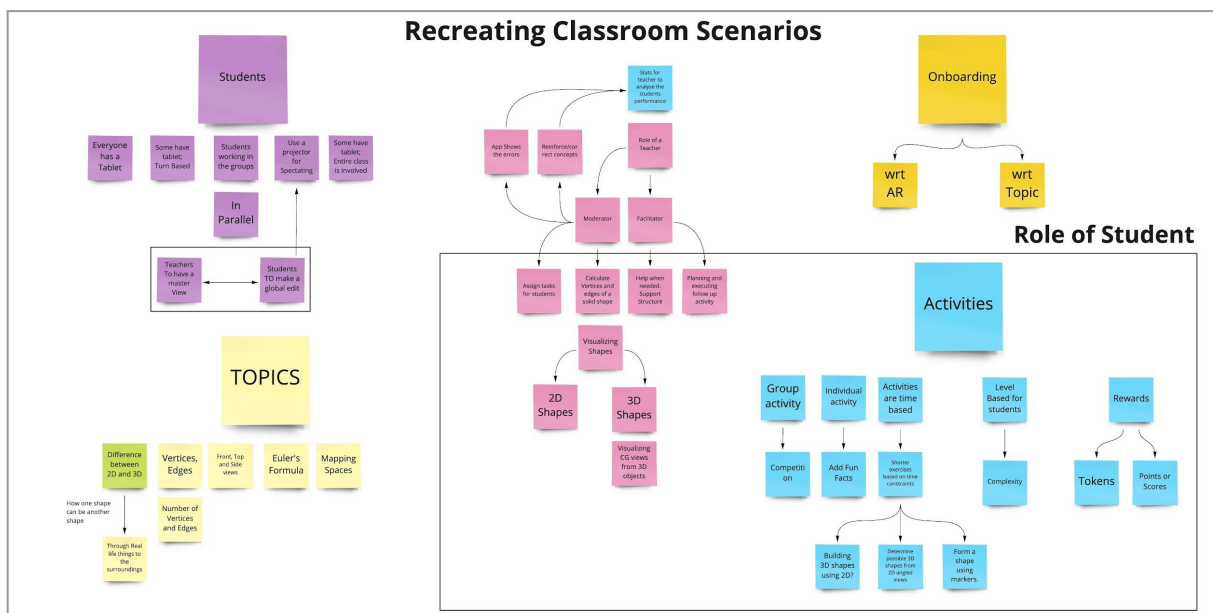 Recreating Classroom Scenarios
Students
Everyone
has a
Tablet
Some have
tablet;
Turn Based
Students
working in
the groups
Use a
projector
for
Spectating
Some have
tablet;
Entire class
is involved
In
Parallel
Teachers
To have a
master
View
Students
TO make a
global edit
TOPICS
Difference
between
2D and 3D
Vertices,
Edges
Front, Top
and Side
views
Euler's
Formula
Mapping
Spaces
How one shape
can be another
shape
Number of
Vertices
and Edges
Through Real
life things to
the
surroundings
Stats for
teacher to
analyse the
students
performance
App Shows
the errors
Reinforce/cor
rect concepts
Role of a
Teacher
Moderator
Facilitator
Assign tasks
for students
Calculate
Vertices and
edges of a
solid shape
Help when
needed.
Support
Structure
Planning and
executing
follow up
activity
Visualizing
Shapes
2D
Shapes
3D
Shapes
Visualizing
CG views
from 3D
objects
Onboarding
wrt
AR
wrt
Topic
Role of Student
Activities
Group
activity
Individual
activity
Activities
are time
based
Level
Based for
students
Rewards
Competiti
on
Add Fun
Facts
Shorter
exercises
based on time
constraints
Complexity
Tokens
Points or
Scores
Building
3D shapes
using 2D?
Determine
possible 3D
shapes from
2D angled
views.
Form a
shape
using
markers.